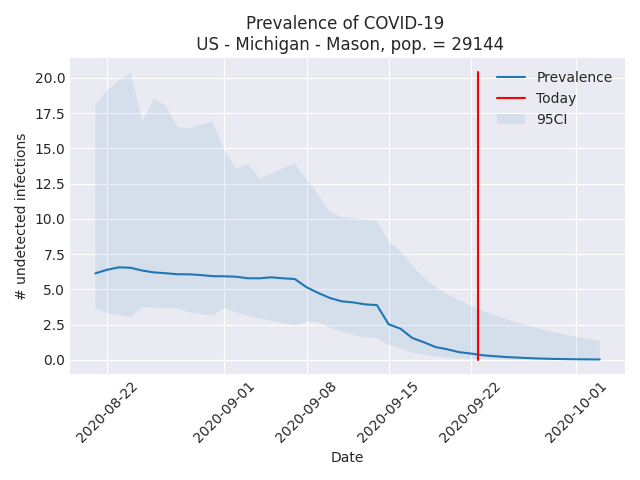 Prevalence of COVID-19
US - Michigan - Mason, pop. = 29144
20.0
17.5
15.0
12.5
10.0
7.5
5.0
2.5
0.0
# undetected infections
Prevalence
Today
95CI
2020-08-22
2020-09-01
2020-09-08
2020-09-15
2020-09-22
2020-10-01
Date